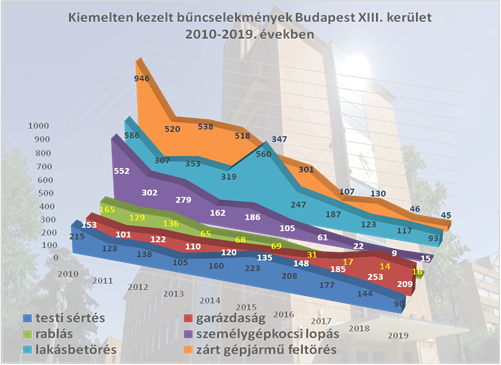 Kiemelten kezelt bűncselekmények Budapest XIII. kerület
2010-2019. években
946 520 538 518 347 301 107 130 46 45
586 307 353 319 560 247 187 123 117 93
552 302 279 162 186 105 61 22 9 15
165 129 136 65 68 69 31 17 14 16
153 101 122 110 120 135 148 185 253 209
215 128 138 105 160 223 208 177 144 90
1000
900
800
700
600
500
400
300
200
100
0
2010 2011 2012 2013 2014 2015 2016 2017 2018 2019
testi sértés garázdaság
rablás személygépkocsi lopás
lakásbetörés zárt gépjármű feltörés